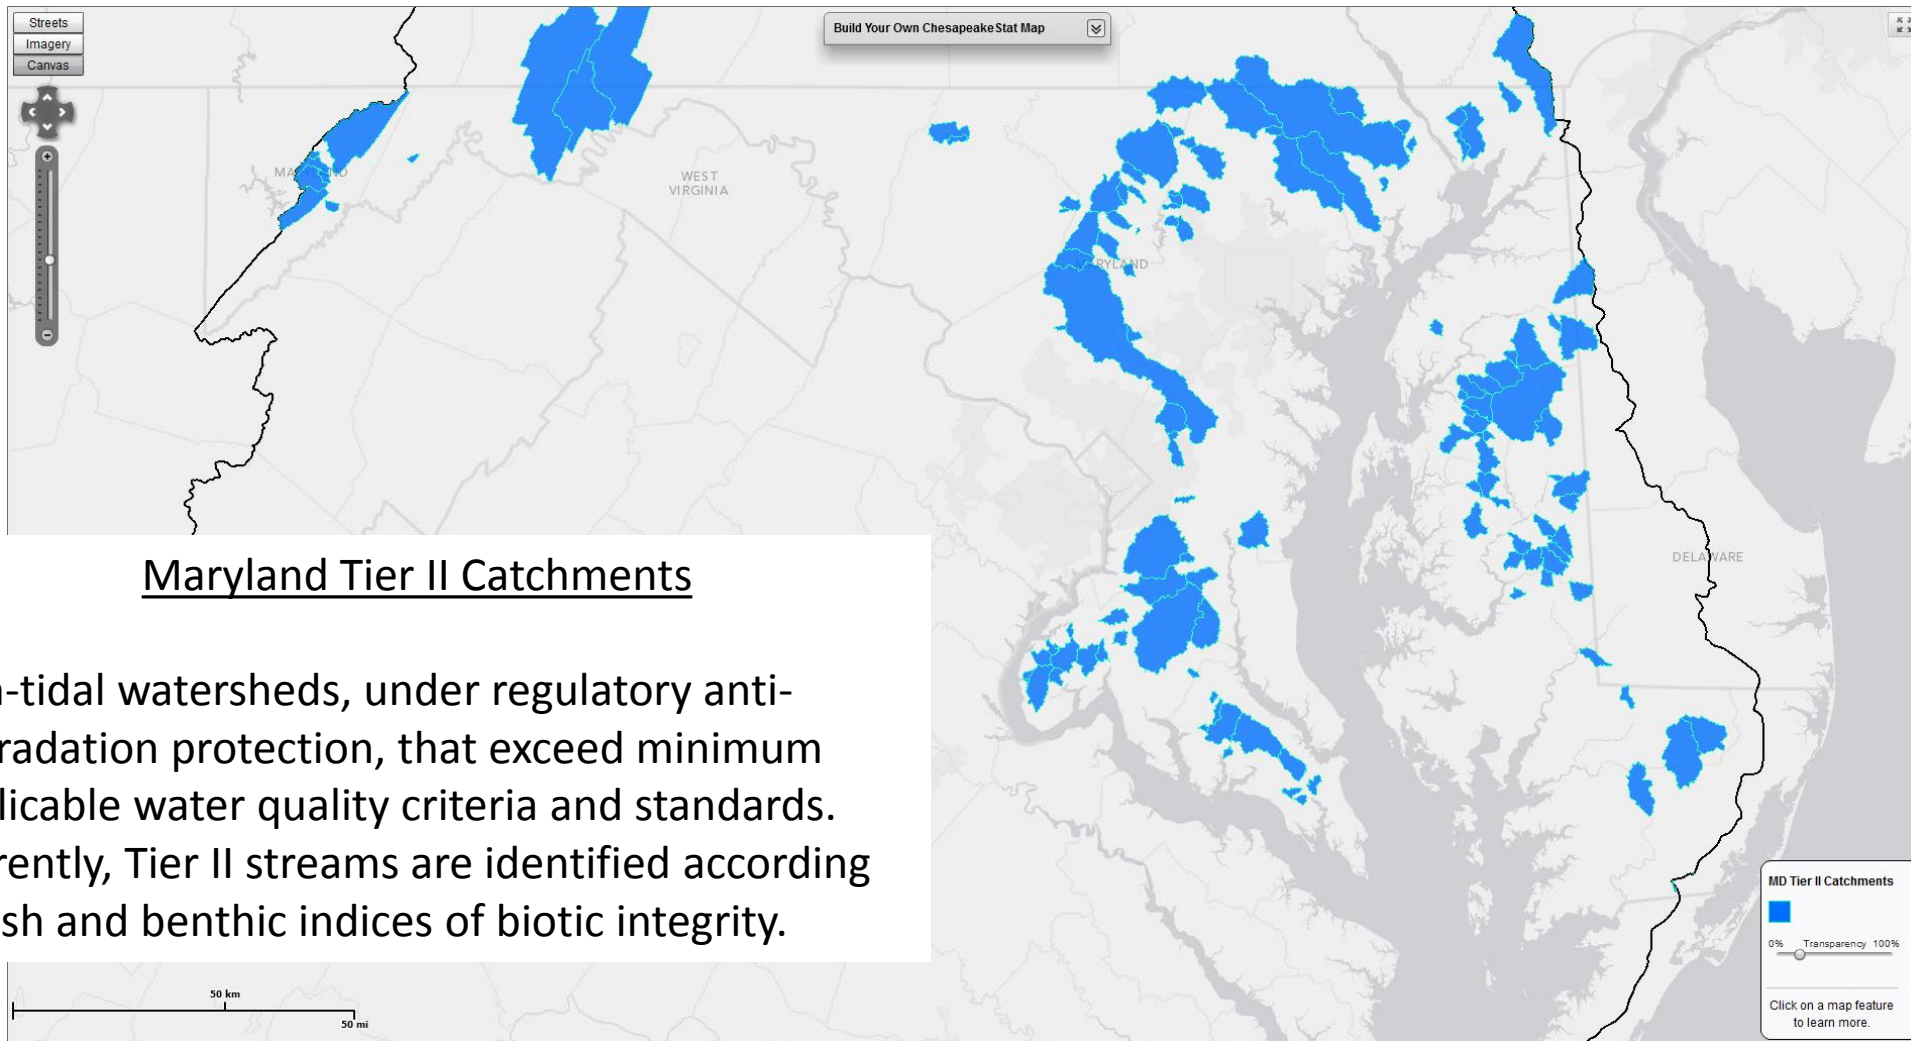 Streets
Imagery
Canvas
Build Your Own ChesapeakeStat Map
WEST
VIRGINIA
MARYLAND
DELAWARE
Maryland Tier II Catchments
-tidal watersheds, under regulatory anti-
radation protection, that exceed minimum
licable water quality criteria and standards.
rently, Tier II streams are identified according
sh and benthic indices of biotic integrity.
MD Tier II Catchments
0% Transparency 100%
Click on a map feature
to learn more.
50 km
50 mi